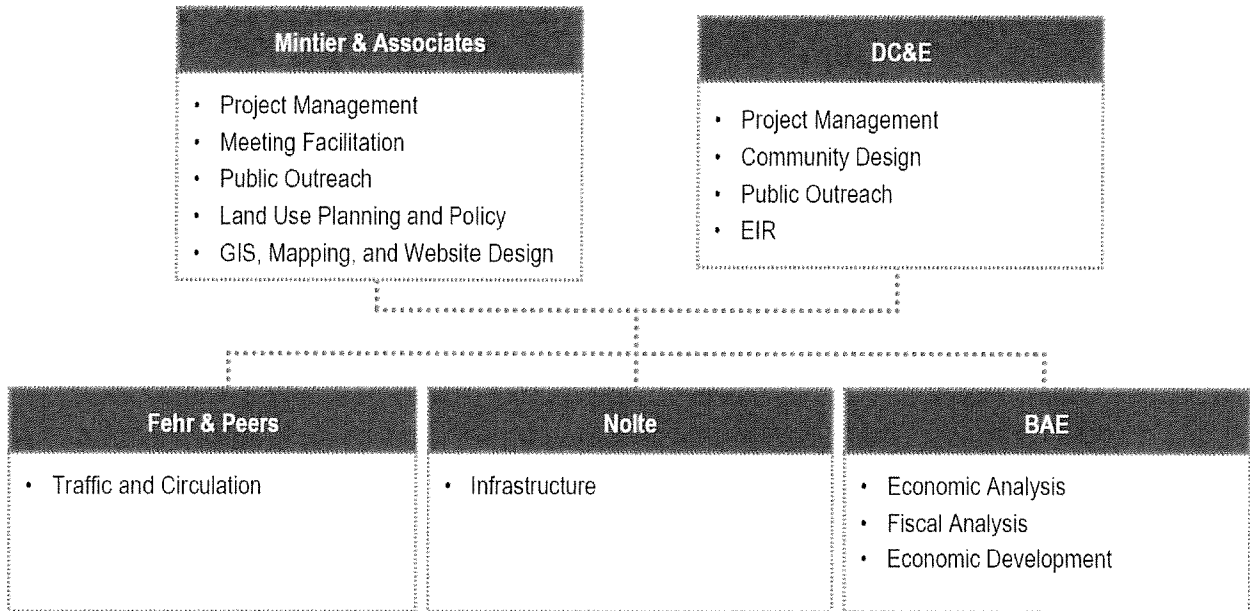 Mintier & Associates
• Project Management
• Meeting Facilitation
• Public Outreach
• Land Use Planning and Policy
• GIS, Mapping, and Website Design
DC&E
• Project Management
• Community Design
• Public Outreach
• EIR
Fehr & Peers
• Traffic and Circulation
Nolte
• Infrastructure
BAE
• Economic Analysis
• Fiscal Analysis
• Economic Development